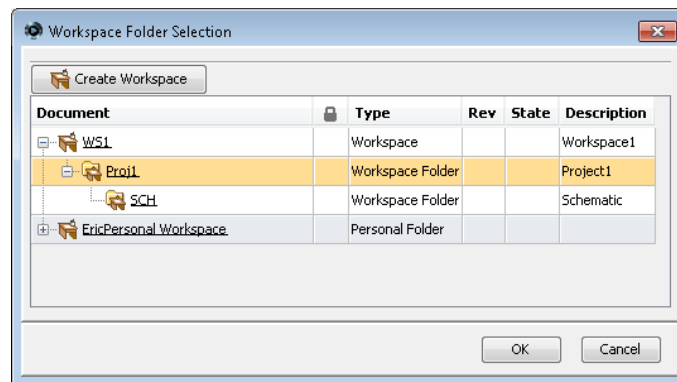 Workspace Folder Selection
Create Workspace
Document Type Rev State Description
WS1 Workspace Workspace1
Proj1 Workspace Folder Project1
SCH Workspace Folder Schematic
EricPersonal Workspace Personal Folder
OK Cancel